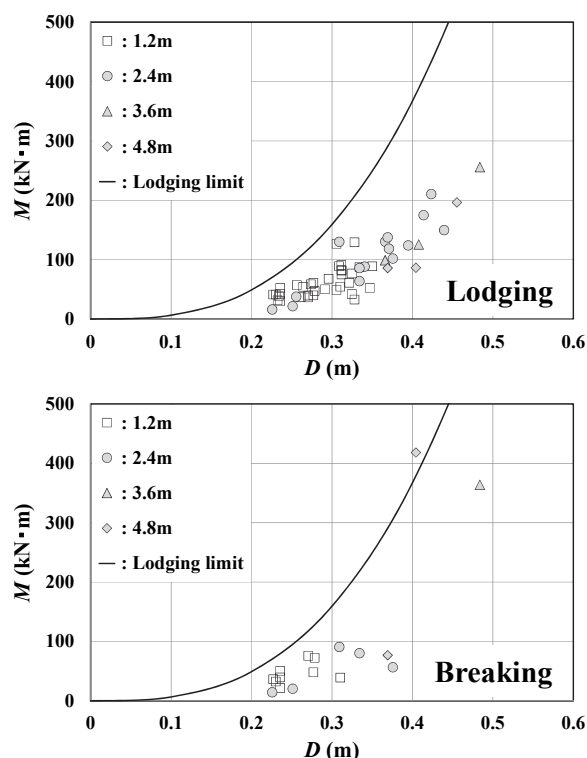 500
400
300
200
100
0
M (kN·m)
: 1.2m
: 2.4m
: 3.6m
: 4.8m
: Lodging limit
Lodging
0 0.1 0.2 0.3 0.4 0.5 0.6
D (m)
500
400
300
200
100
0
M (kN·m)
: 1.2m
: 2.4m
: 3.6m
: 4.8m
: Lodging limit
Breaking
0 0.1 0.2 0.3 0.4 0.5 0.6
D (m)